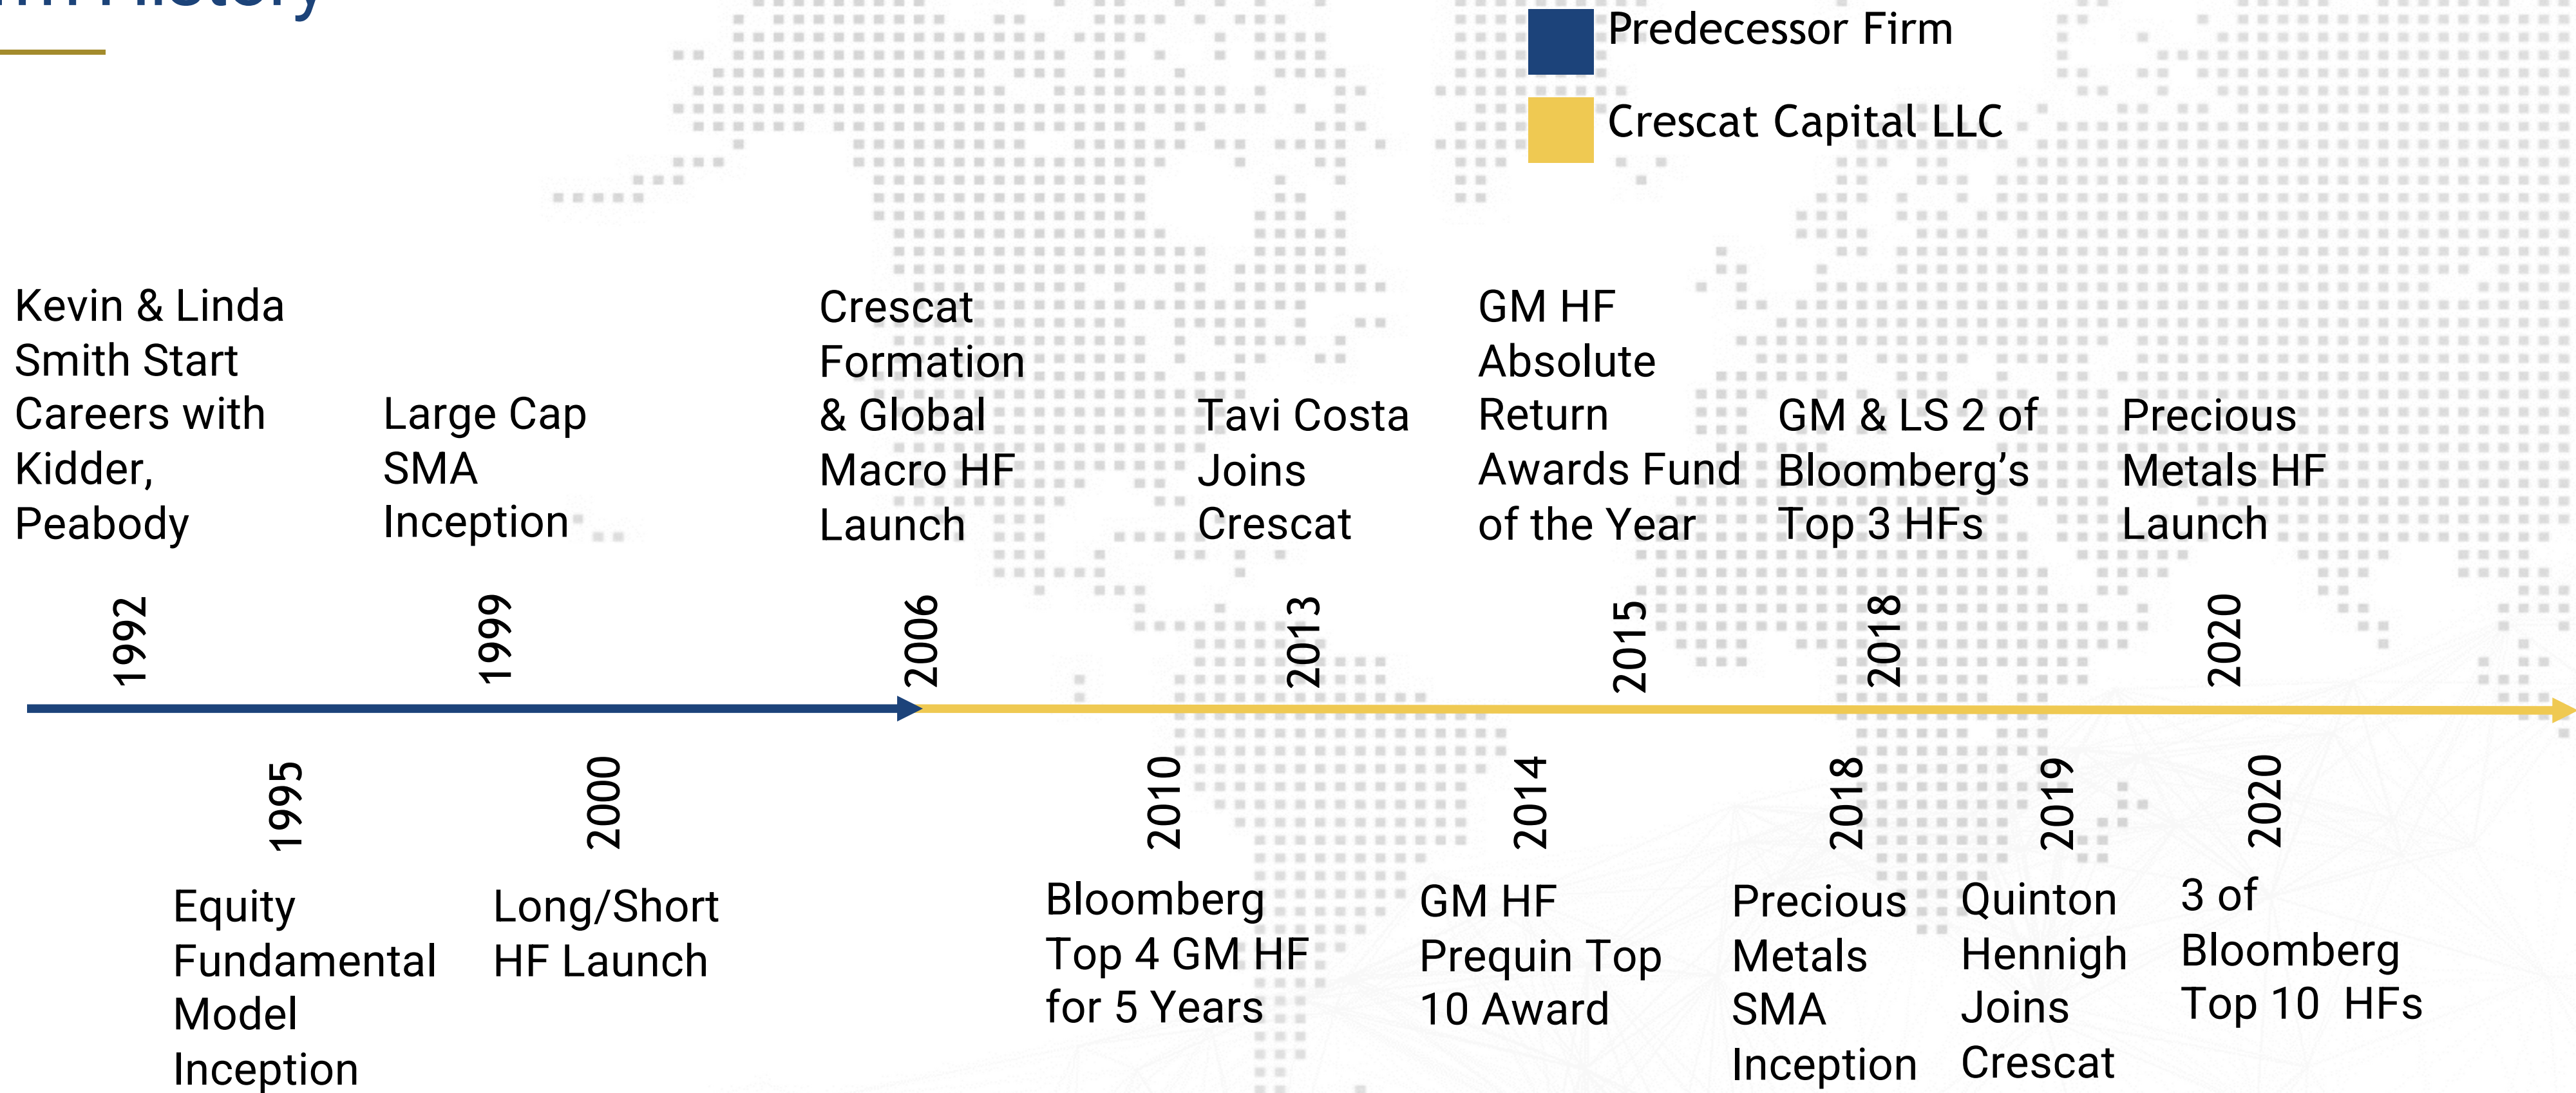 History
Predecessor Firm
Crescat Capital LLC
Kevin & Linda
Smith Start
Careers with
Kidder,
Peabody
Large Cap
SMA
Inception
Crescat
Formation
& Global
Macro HF
Launch
Tavi Costa
Joins
Crescat
GM HF
Absolute
Return
Awards Fund
of the Year
GM & LS 2 of
Bloomberg’s
Top 3 HFs
Precious
Metals HF
Launch
1992
1999
2006
2013
2015
2018
2020
1995
2000
2010
2014
2018
2019
2020
Equity
Fundamental
Model
Inception
Long/Short
HF Launch
Bloomberg
Top 4 GM HF
for 5 Years
GM HF
Prequin Top
10 Award
Precious
Metals
SMA
Inception
Quinton
Hennigh
Joins
Crescat
3 of
Bloomberg
Top 10 HFs